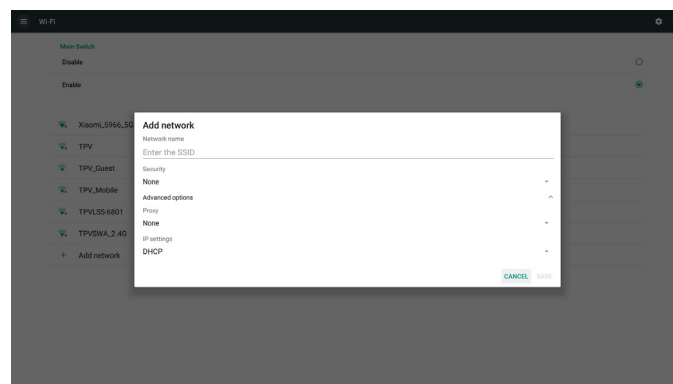 Wi-Fi
Main Switch
Disable
Enable
Xiaomi_5966_5G
TPV
TPV_Guest
TPV_Mobile
TPVLSS-6801
TPVSWA_2.4G
Add network
Add network
Network name
Enter the SSID
Security
None
Advanced options
Proxy
None
IP settings
DHCP
CANCEL SAVE